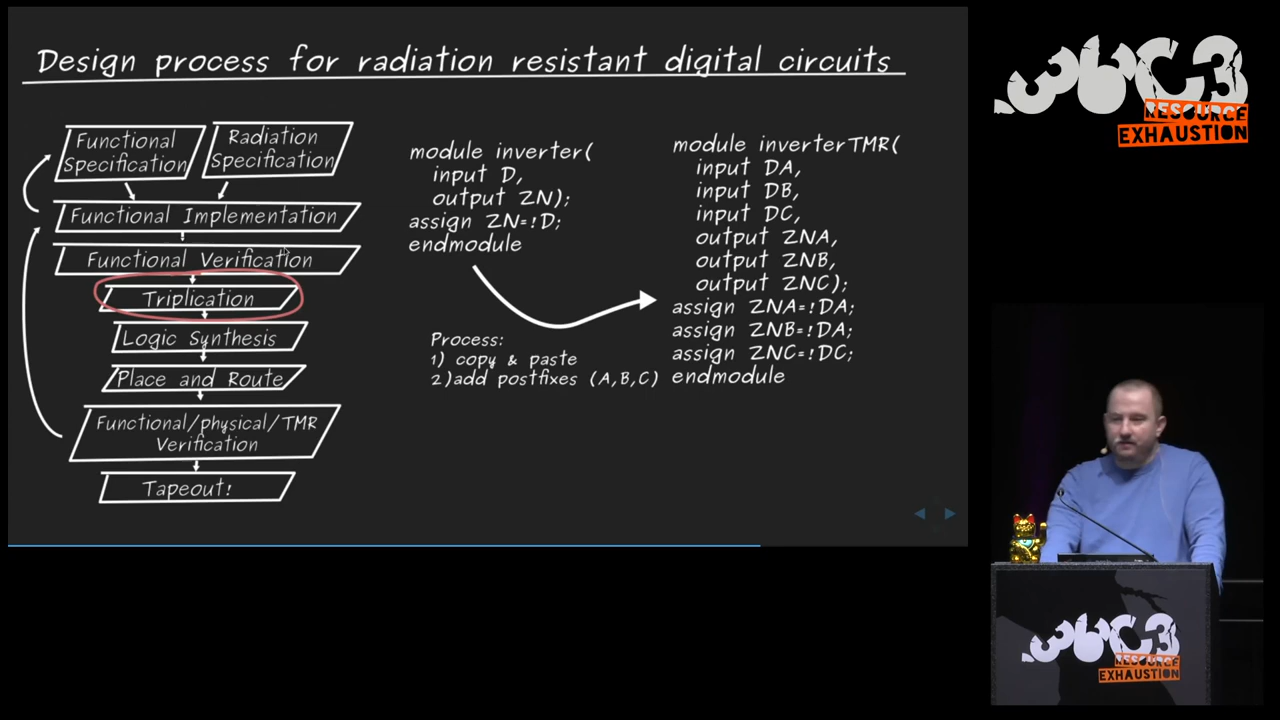 Design process for radiation resistant digital circuits
Functional
Specification
Radiation
Specification
Functional Implementation
Functional Verification
Triplication
Logic Synthesis
Place and Route
Functional/physical/TMR
Verification
Tapeout!
module inverter(
input D,
output ZN);
assign ZN=!D;
endmodule
Process:
1) copy & paste
2)add postfixes (A,B,C)
module inverterTMR(
input DA,
input DB,
input DC,
output ZNA,
output ZNB,
output ZNC);
assign ZNA=!DA;
assign ZNB=!DA;
assign ZNC=!DC;
endmodule
36C3
RESOURCE
EXHAUSTION
36C3
RESOURCE
EXHAUSTION